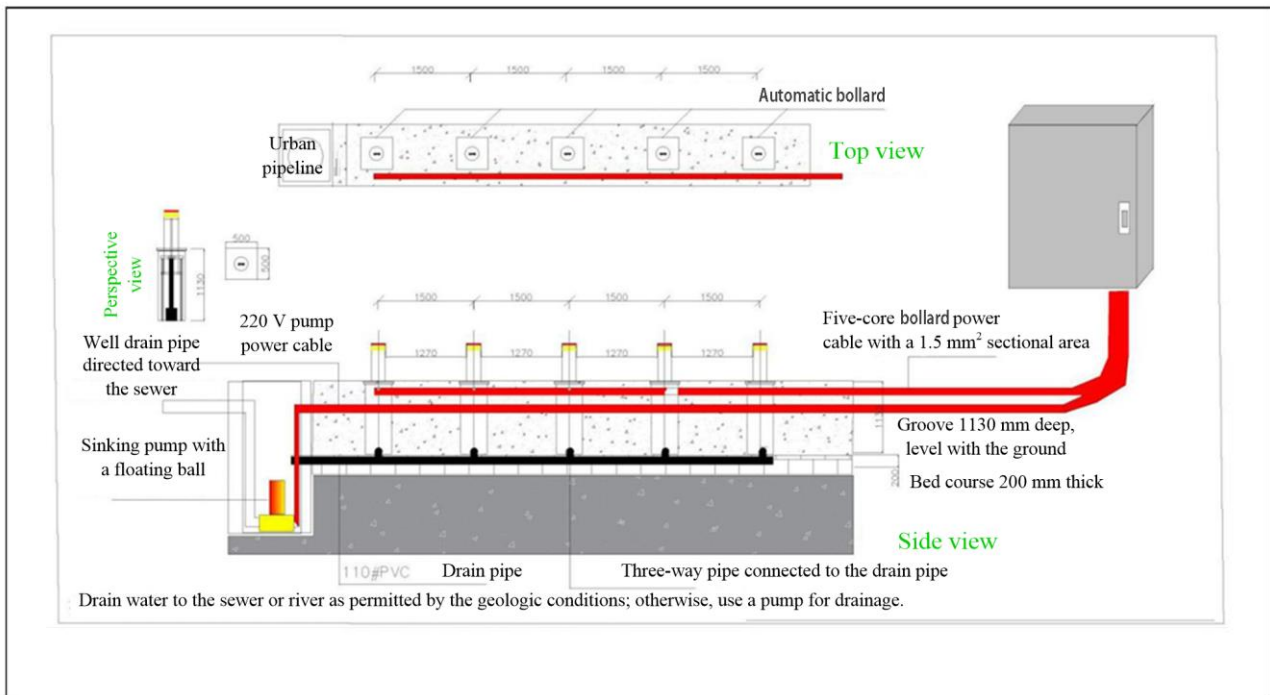 1500 1500 1500 1500
Automatic bollard
Urban
pipeline
Top view
Perspective
view
500
500
1130
1500 1500 1500 1500
220 V pump
power cable
Five-core bollard power
cable with a 1.5 mm² sectional area
Well drain pipe
directed toward
the sewer
1270 1270 1270 1270
Sinking pump with
a floating ball
Groove 1130 mm deep,
level with the ground
200
Bed course 200 mm thick
Side view
110#PVC
Drain pipe
Three-way pipe connected to the drain pipe
Drain water to the sewer or river as permitted by the geologic conditions; otherwise, use a pump for drainage.